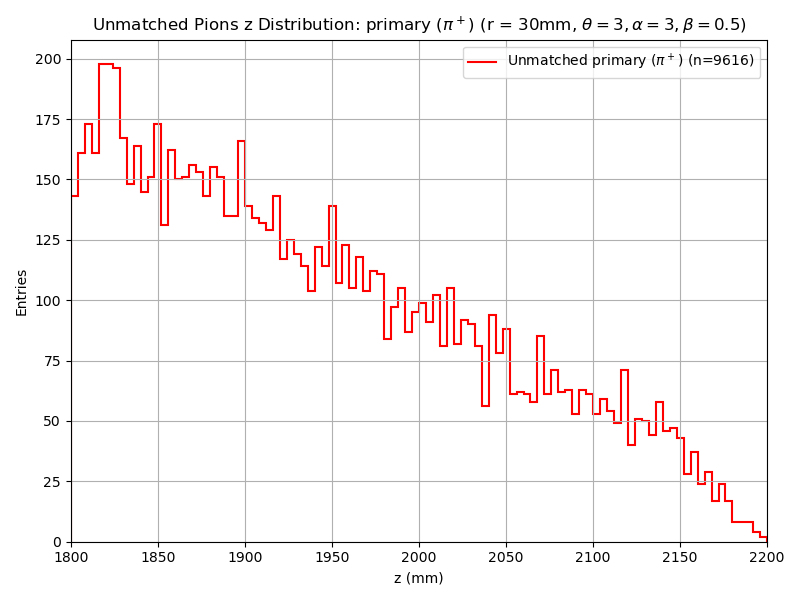 Unmatched Pions z Distribution: primary (π⁺) (r = 30mm, θ = 3, α = 3, β = 0.5)
Unmatched primary (π⁺) (n=9616)
200
175
150
125
100
75
50
25
0
Entries
1800 1850 1900 1950 2000 2050 2100 2150 2200
z (mm)